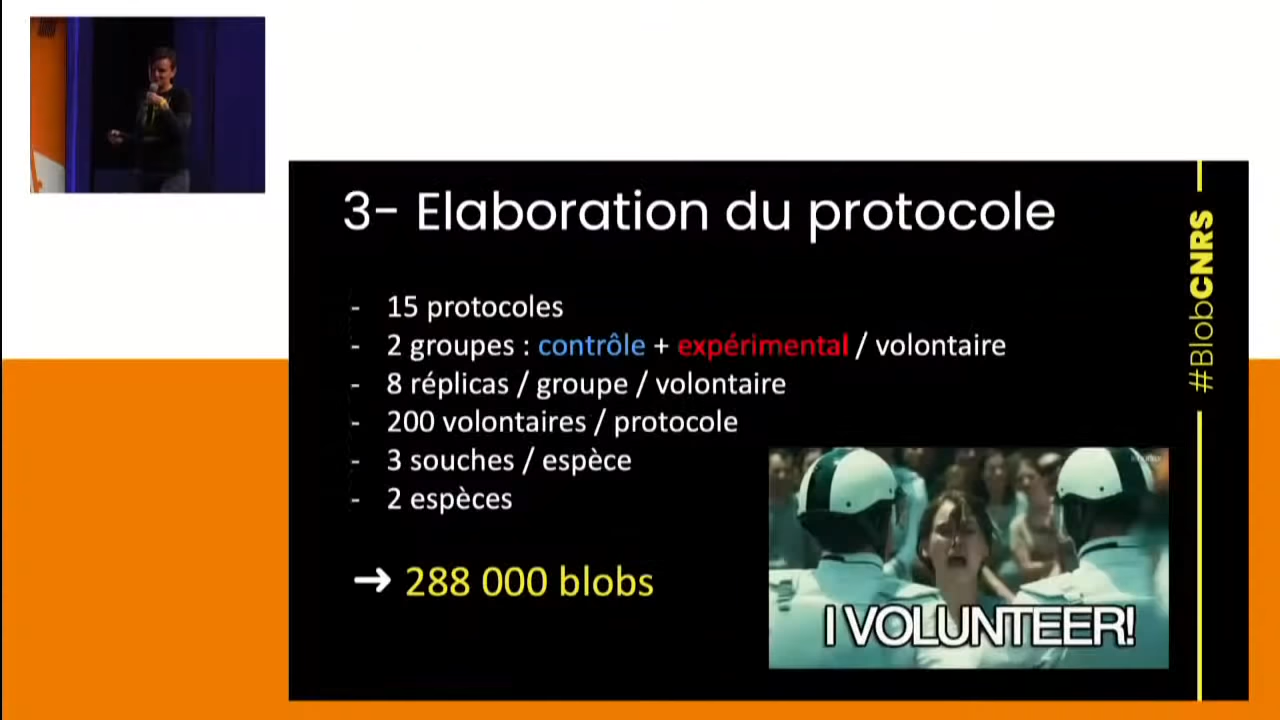 3- Elaboration du protocole
- 15 protocoles
- 2 groupes : contrôle + expérimental / volontaire
- 8 réplicas / groupe / volontaire
- 200 volontaires / protocole
- 3 souches / espèce
- 2 espèces
➜ 288 000 blobs
I VOLUNTEER!
#BlobCNRS